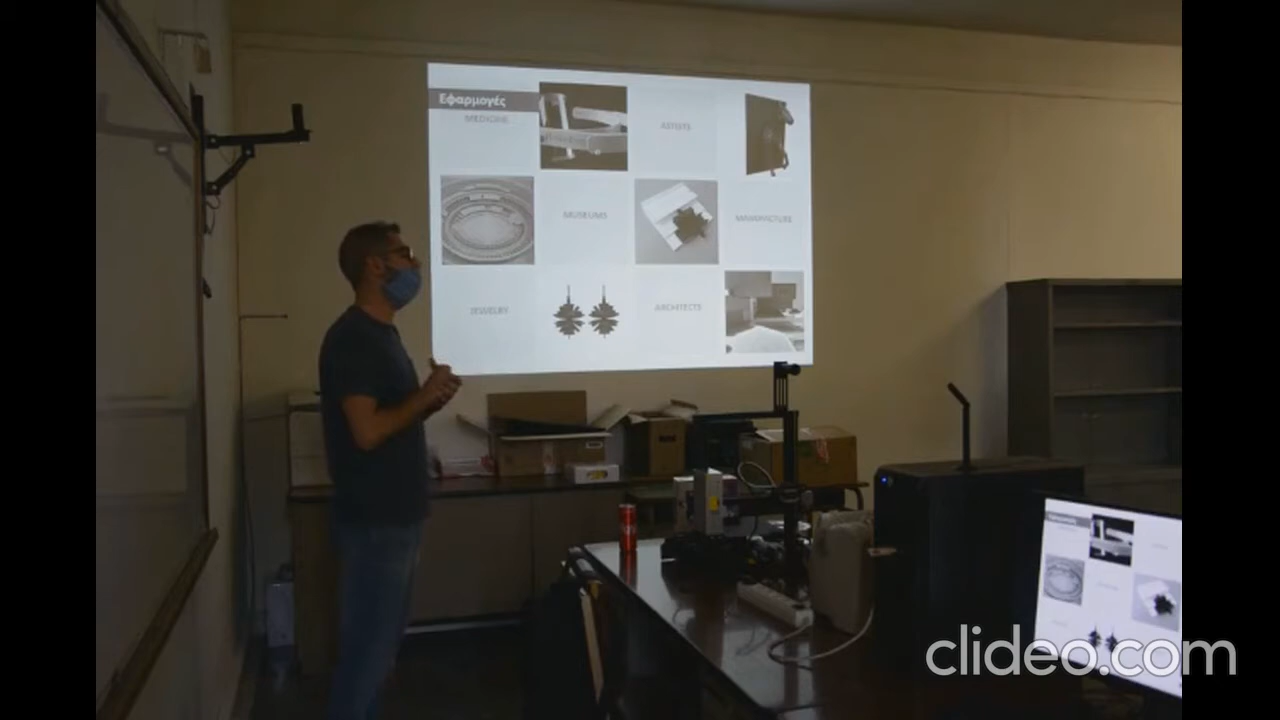 Εφαρμογές
MEDICINE
ARTISTS
MUSEUMS
MANUFACTURE
JEWELRY
ARCHITECTS
clideo.com